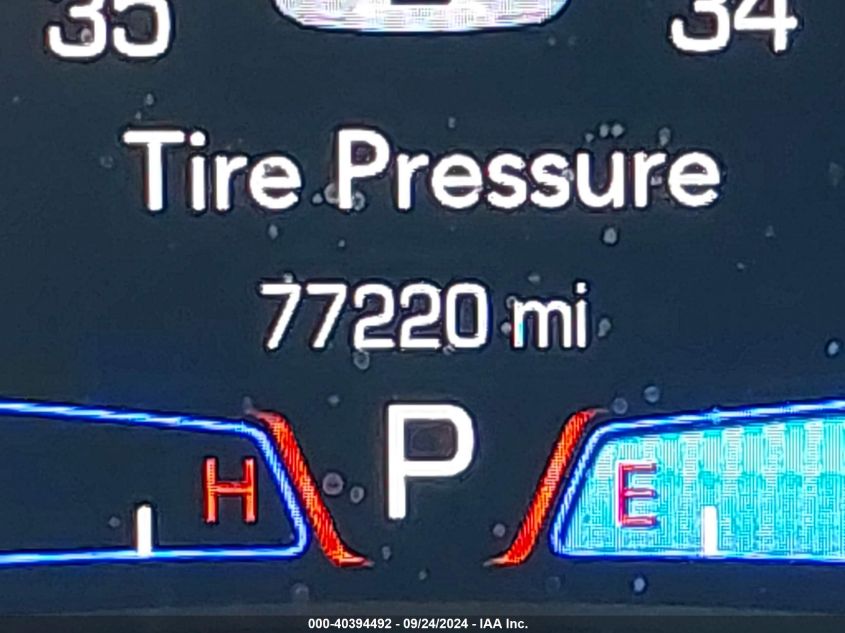 35 34
Tire Pressure
77220 mi
P
H E
000-40394492 - 09/24/2024 - IAA Inc.